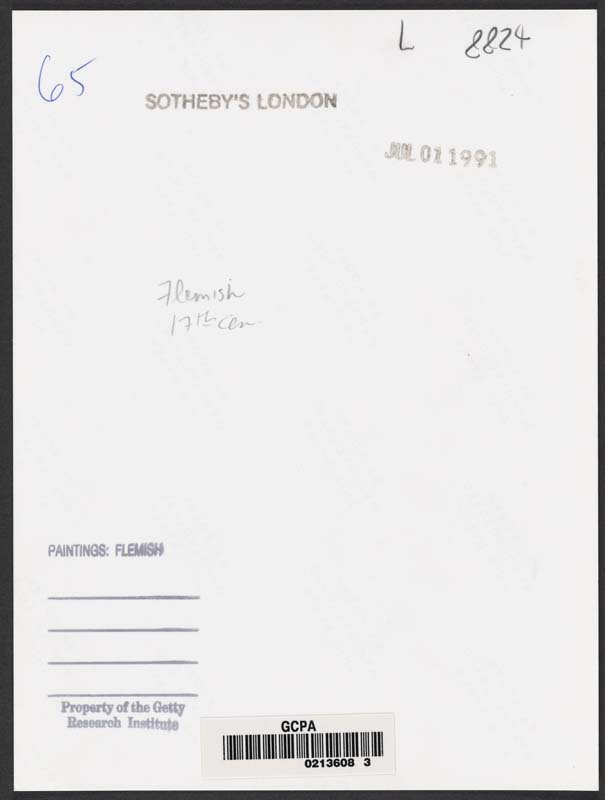 L 8824
65
SOTHEBY'S LONDON
JUL 01 1991
Flemish
17th cen
PAINTINGS: FLEMISH
Property of the Getty
Research Institute
GCPA
0213608 3